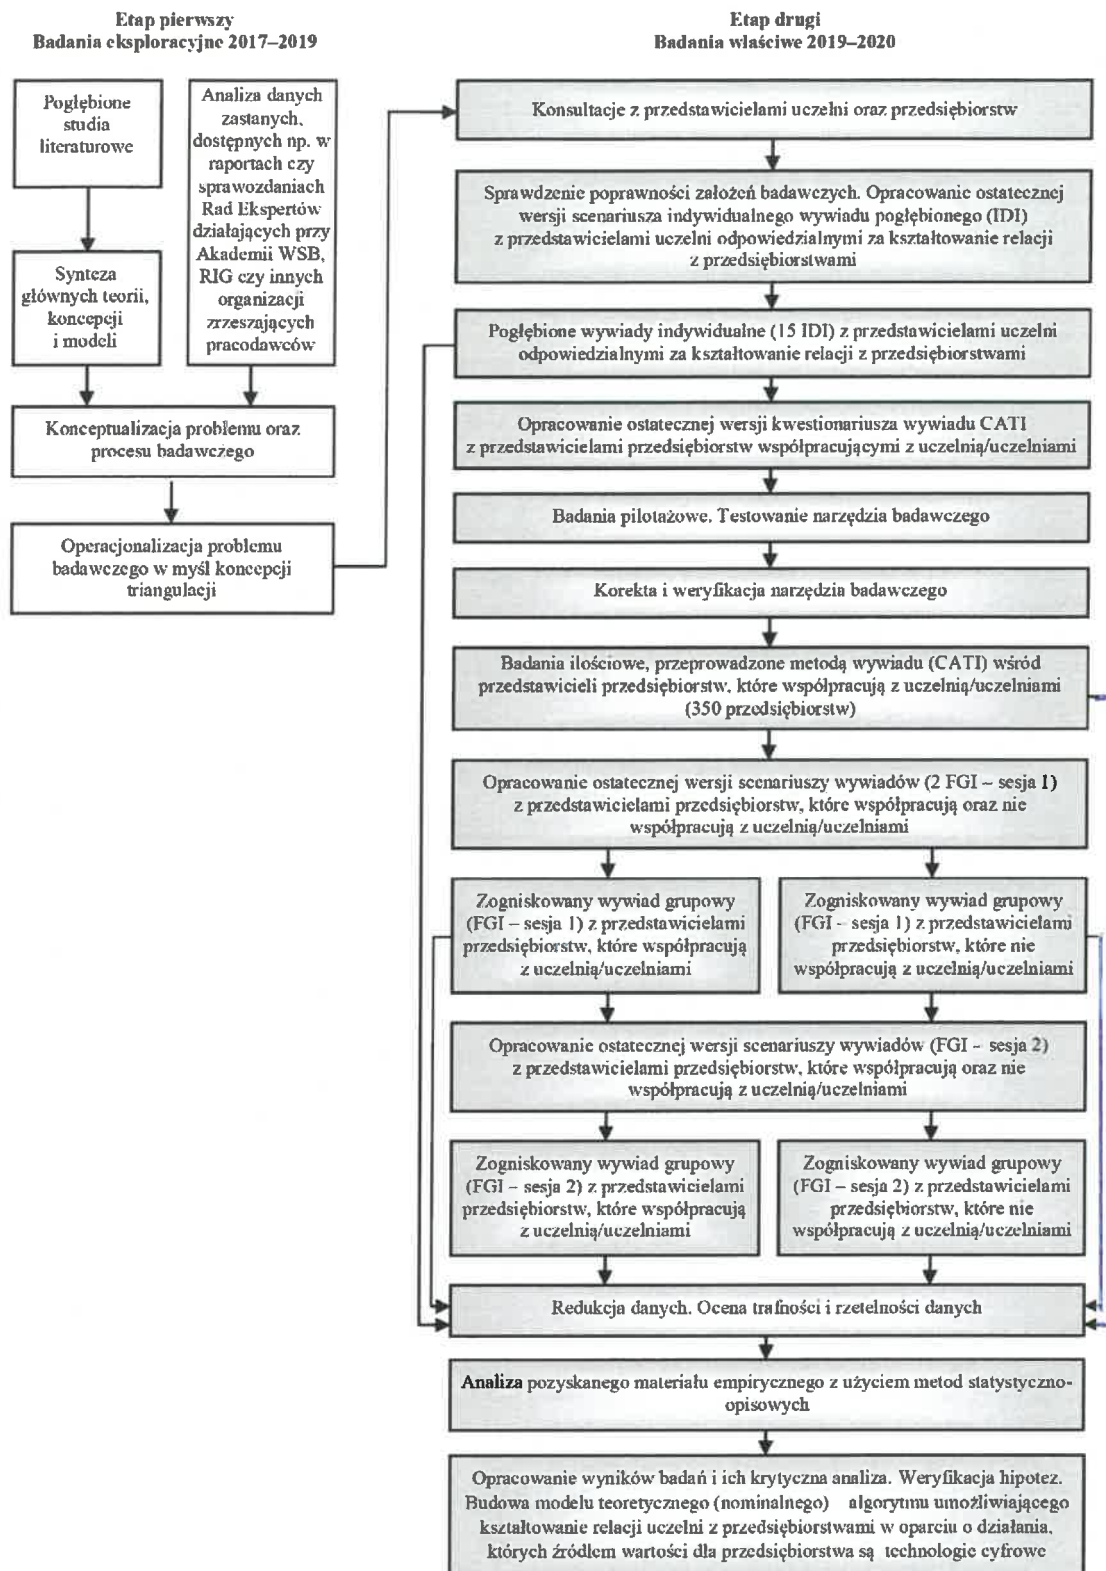 Etap pierwszy
Badania eksploracyjne 2017–2019
Pogłębione
studia
literaturowe
Synteza
głównych teorii,
koncepcji
i modeli
Analiza danych
zastanych,
dostępnych np. w
raportach czy
sprawozdaniach
Rad Ekspertów
działających przy
Akademii WSB,
RIG czy innych
organizacji
zrzeszających
pracodawców
Konceptualizacja problemu oraz
procesu badawczego
Operacjonalizacja problemu
badawczego w myśl koncepcji
triangulacji
Etap drugi
Badania właściwe 2019–2020
Konsultacje z przedstawicielami uczelni oraz przedsiębiorstw
Sprawdzenie poprawności założeń badawczych. Opracowanie ostatecznej
wersji scenariusza indywidualnego wywiadu pogłębionego (IDI)
z przedstawicielami uczelni odpowiedzialnymi za kształtowanie relacji
z przedsiębiorstwami
Pogłębione wywiady indywidualne (15 IDI) z przedstawicielami uczelni
odpowiedzialnymi za kształtowanie relacji z przedsiębiorstwami
Opracowanie ostatecznej wersji kwestionariusza wywiadu CATI
z przedstawicielami przedsiębiorstw współpracującymi z uczelnią/uczelniami
Badania pilotażowe. Testowanie narzędzia badawczego
Korekta i weryfikacja narzędzia badawczego
Badania ilościowe, przeprowadzone metodą wywiadu (CATI) wśród
przedstawicieli przedsiębiorstw, które współpracują z uczelnią/uczelniami
(350 przedsiębiorstw)
Opracowanie ostatecznej wersji scenariuszy wywiadów (2 FGI – sesja 1)
z przedstawicielami przedsiębiorstw, które współpracują oraz nie
współpracują z uczelnią/uczelniami
Zogniskowany wywiad grupowy
(FGI – sesja 1) z przedstawicielami
przedsiębiorstw, które współpracują
z uczelnią/uczelniami
Zogniskowany wywiad grupowy
(FGI - sesja 1) z przedstawicielami
przedsiębiorstw, które nie
współpracują z uczelnią/uczelniami
Opracowanie ostatecznej wersji scenariuszy wywiadów (FGI – sesja 2)
z przedstawicielami przedsiębiorstw, które współpracują oraz nie
współpracują z uczelnią/uczelniami
Zogniskowany wywiad grupowy
(FGI – sesja 2) z przedstawicielami
przedsiębiorstw, które współpracują
z uczelnią/uczelniami
Zogniskowany wywiad grupowy
(FGI – sesja 2) z przedstawicielami
przedsiębiorstw, które nie
współpracują z uczelnią/uczelniami
Redukcja danych. Ocena trafności i rzetelności danych
Analiza pozyskanego materiału empirycznego z użyciem metod statystyczno-
opisowych
Opracowanie wyników badań i ich krytyczna analiza. Weryfikacja hipotez.
Budowa modelu teoretycznego (nominalnego) algorytmu umożliwiającego
kształtowanie relacji uczelni z przedsiębiorstwami w oparciu o działania,
których źródłem wartości dla przedsiębiorstwa są technologie cyfrowe